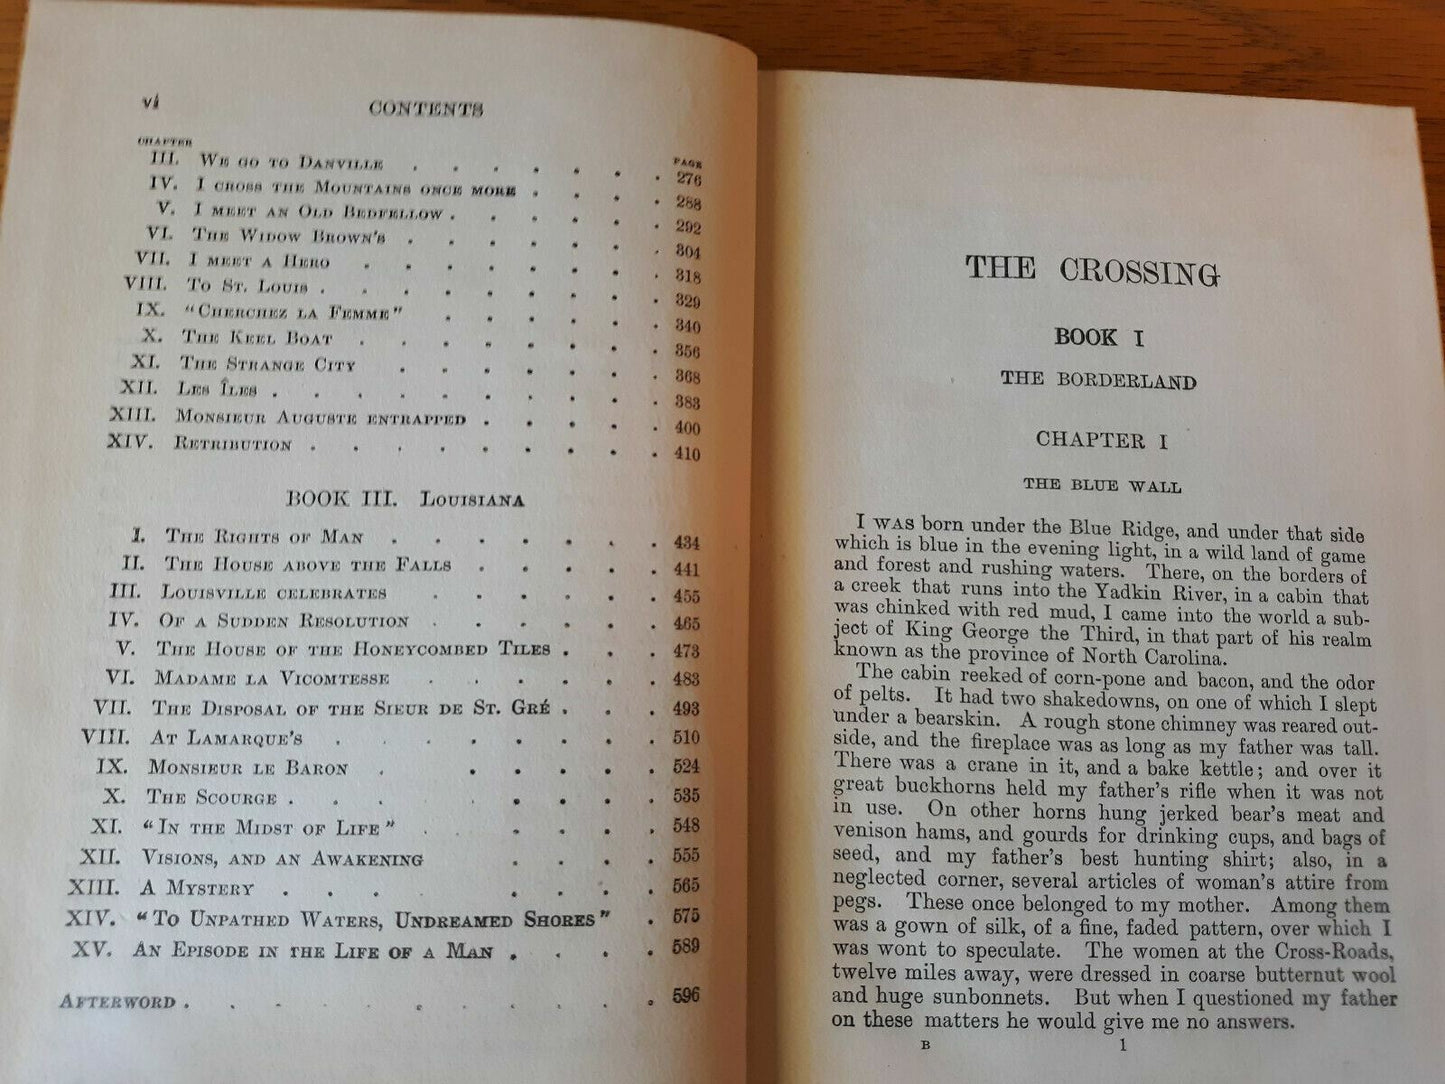 vi
CONTENTS
CHAPTER
PAGE
III. We go to Danville . . . . . . . 276
IV. I cross the Mountains once more . . . . 288
V. I meet an Old Bedfellow . . . . . . 292
VI. The Widow Brown's . . . . . . . 304
VII. I meet a Hero . . . . . . . . 318
VIII. To St. Louis . . . . . . . . . 329
IX. "Cherchez la Femme" . . . . . . 340
X. The Keel Boat . . . . . . . . 356
XI. The Strange City . . . . . . . 368
XII. Les Îles . . . . . . . . . . 383
XIII. Monsieur Auguste entrapped . . . . . 400
XIV. Retribution . . . . . . . . . 410
BOOK III. Louisiana
I. The Rights of Man . . . . . . . 434
II. The House above the Falls . . . . . 441
III. Louisville celebrates . . . . . . 455
IV. Of a Sudden Resolution . . . . . . 465
V. The House of the Honeycombed Tiles . . . 473
VI. Madame la Vicomtesse . . . . . . 483
VII. The Disposal of the Sieur de St. Gré . . . 493
VIII. At Lamarque's . . . . . . . . 510
IX. Monsieur le Baron . . . . . . 524
X. The Scourge . . . . . . . . 535
XI. "In the Midst of Life" . . . . . 548
XII. Visions, and an Awakening . . . . 555
XIII. A Mystery . . . . . . . 565
XIV. "To Unpathed Waters, Undreamed Shores" . 575
XV. An Episode in the Life of a Man . . . . 589
Afterword . . . . . . . . . . . 596
THE CROSSING
BOOK I
THE BORDERLAND
CHAPTER I
THE BLUE WALL
I was born under the Blue Ridge, and under that side
which is blue in the evening light, in a wild land of game
and forest and rushing waters. There, on the borders of
a creek that runs into the Yadkin River, in a cabin that
was chinked with red mud, I came into the world a sub-
ject of King George the Third, in that part of his realm
known as the province of North Carolina.
The cabin reeked of corn-pone and bacon, and the odor
of pelts. It had two shakedowns, on one of which I slept
under a bearskin. A rough stone chimney was reared out-
side, and the fireplace was as long as my father was tall.
There was a crane in it, and a bake kettle; and over it
great buckhorns held my father's rifle when it was not
in use. On other horns hung jerked bear's meat and
venison hams, and gourds for drinking cups, and bags of
seed, and my father's best hunting shirt; also, in a
neglected corner, several articles of woman's attire from
pegs. These once belonged to my mother. Among them
was a gown of silk, of a fine, faded pattern, over which I
was wont to speculate. The women at the Cross-Roads,
twelve miles away, were dressed in coarse butternut wool
and huge sunbonnets. But when I questioned my father
on these matters he would give me no answers.
B 1